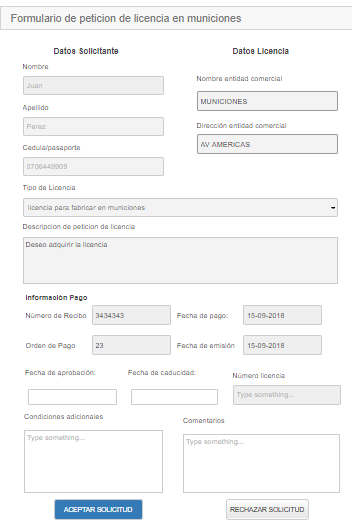 Formulario de peticion de licencia en municiones
Datos Solicitante
Datos Licencia
Nombre
Juan
Nombre entidad comercial
MUNICIONES
Apellido
Perez
Dirección entidad comercial
AV AMERICAS
Cedula/pasaporte
0706449909
Tipo de Licencia
licencia para fabricar en municiones
Descripcion de peticion de licencia
Deseo adquirir la licencia
Información Pago
Número de Recibo 3434343 Fecha de pago: 15-09-2018
Orden de Pago 23 Fecha de emisión 15-09-2018
Fecha de aprobación: Fecha de caducidad: Número licencia
Type something...
Condiciones adicionales Comentarios
Type something... Type something...
ACEPTAR SOLICITUD RECHAZAR SOLICITUD